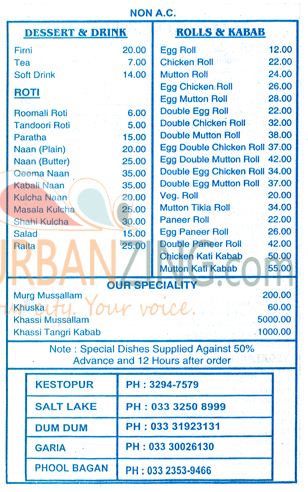 NON A.C.
DESSERT & DRINK
Firni 20.00
Tea 7.00
Soft Drink 14.00
ROTI
Roomali Roti 6.00
Tandoori Roti 5.00
Paratha 15.00
Naan (Plain) 20.00
Naan (Butter) 25.00
Qeema Naan 35.00
Kabali Naan 35.00
Kulcha Naan 20.00
Masala Kulcha 25.00
Shahi Kulcha 30.00
Salad 15.00
Raita 25.00
ROLLS & KABAB
Egg Roll 12.00
Chicken Roll 22.00
Mutton Roll 24.00
Egg Chicken Roll 26.00
Egg Mutton Roll 28.00
Double Egg Roll 22.00
Double Chicken Roll 32.00
Double Mutton Roll 38.00
Egg Double Chicken Roll 37.00
Egg Double Mutton Roll 42.00
Double Egg Chicken Roll 34.00
Double Egg Mutton Roll 37.00
Veg. Roll 20.00
Mutton Tikia Roll 34.00
Paneer Roll 22.00
Egg Paneer Roll 26.00
Double Paneer Roll 42.00
Chicken Kati Kabab 50.00
Mutton Kati Kabab 55.00
URBANZING.com
Your voice.
OUR SPECIALITY
Murg Mussallam 200.00
Khuska 60.00
Khassi Mussallam 5000.00
Khassi Tangri Kabab 1000.00
Note : Special Dishes Supplied Against 50%
Advance and 12 Hours after order
KESTOPUR PH : 3294-7579
SALT LAKE PH : 033 3250 8999
DUM DUM PH : 033 31923131
GARIA PH : 033 30026130
PHOOL BAGAN PH : 033 2353-9466